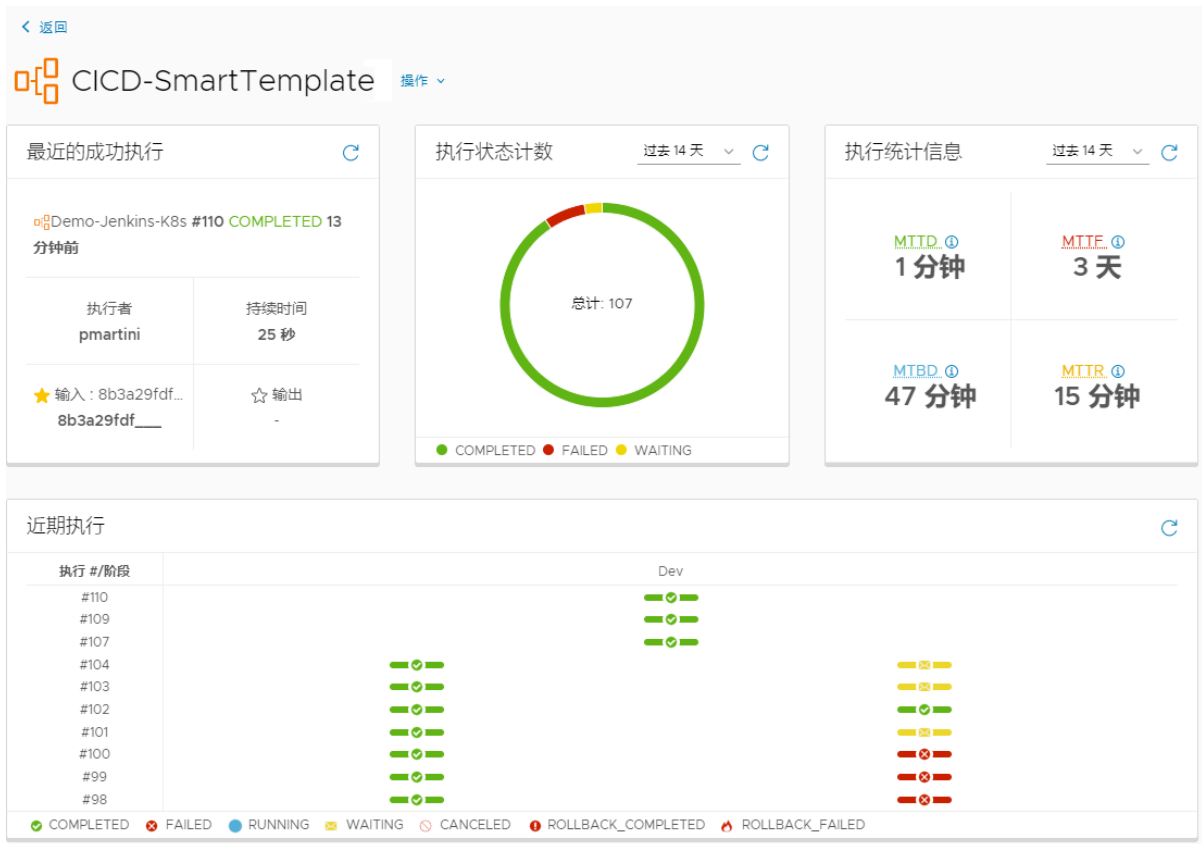 返回
CICD-SmartTemplate 操作
最近的成功执行
Demo-Jenkins-K8s #110 COMPLETED 13
分钟前
执行者 持续时间
pmartini 25 秒
输入 : 8b3a29fdf... 输出
8b3a29fdf___ -
执行状态计数 过去 14 天
总计: 107
COMPLETED FAILED WAITING
执行统计信息 过去 14 天
MTTD MTTF
1 分钟 3 天
MTBD MTTR
47 分钟 15 分钟
近期执行
执行 #/阶段 Dev
#110
#109
#107
#104
#103
#102
#101
#100
#99
#98
COMPLETED FAILED RUNNING WAITING CANCELED ROLLBACK_COMPLETED ROLLBACK_FAILED